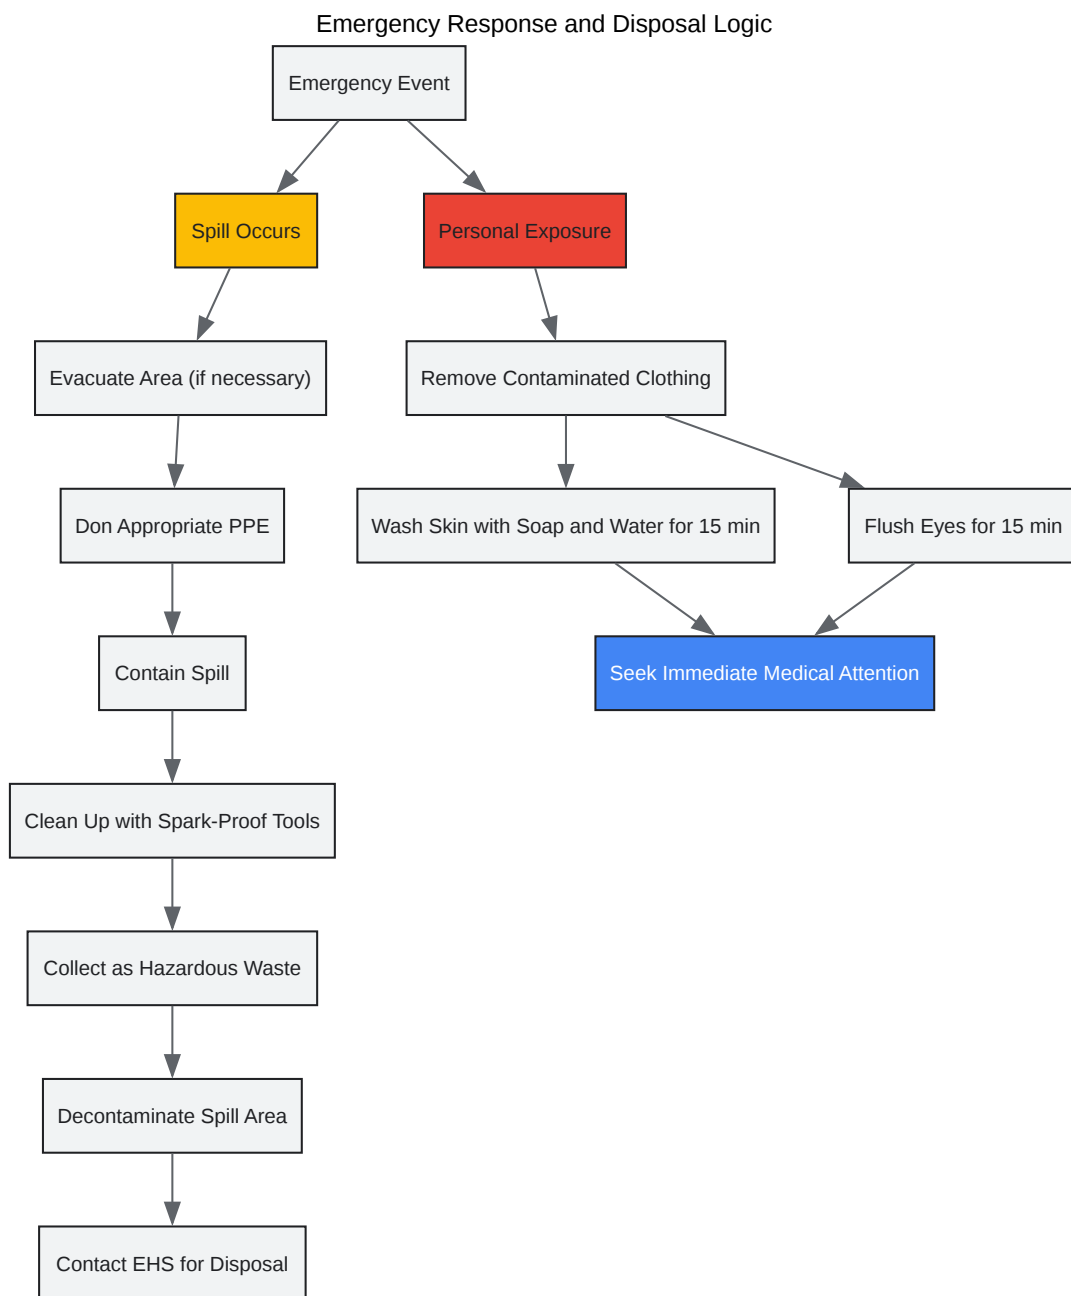 Emergency Response and Disposal Logic
Emergency Event
Spill Occurs
Personal Exposure
Evacuate Area (if necessary)
Remove Contaminated Clothing
Don Appropriate PPE
Wash Skin with Soap and Water for 15 min
Flush Eyes for 15 min
Contain Spill
Seek Immediate Medical Attention
Clean Up with Spark-Proof Tools
Collect as Hazardous Waste
Decontaminate Spill Area
Contact EHS for Disposal